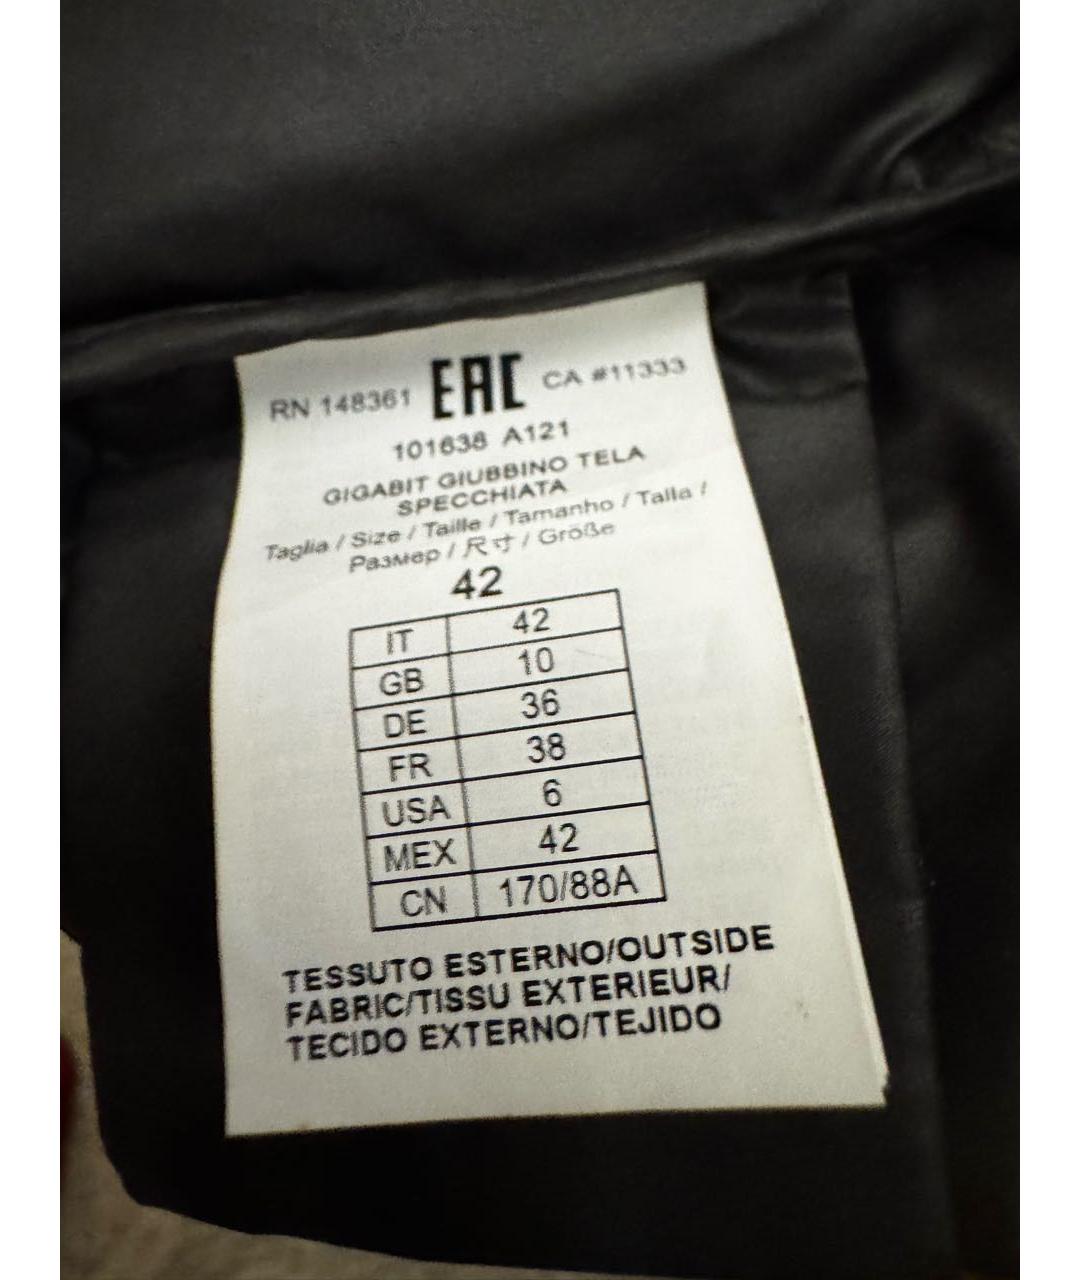 RN 148361 EAC CA #11333
101638 A121
GIGABIT GIUBBINO TELA
SPECCHIATA
Taglia / Size / Taille / Tamanho / Talla /
Размер / 尺寸 / Größe
42
IT 42
GB 10
DE 36
FR 38
USA 6
MEX 42
CN 170/88A
TESSUTO ESTERNO/OUTSIDE
FABRIC/TISSU EXTERIEUR/
TECIDO EXTERNO/TEJIDO